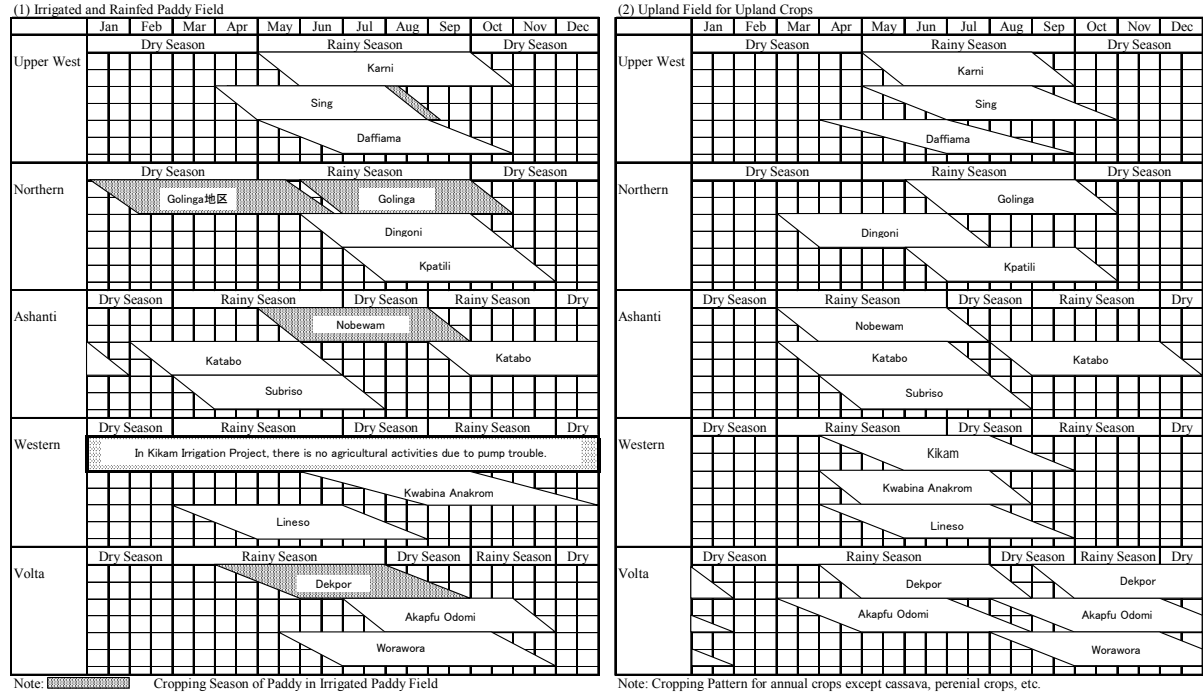 (1) Irrigated and Rainfed Paddy Field
Jan Feb Mar Apr May Jun Jul Aug Sep Oct Nov Dec
Upper West
Dry Season Rainy Season Dry Season
Karni
Sing
Daffiama
Northern
Dry Season Rainy Season Dry Season
Golinga地区 Golinga
Dingoni
Kpatili
Ashanti
Dry Season Rainy Season Dry Season Rainy Season Dry
Nobewam
Katabo Katabo
Subriso
Western
Dry Season Rainy Season Dry Season Rainy Season Dry
In Kikam Irrigation Project, there is no agricultural activities due to pump trouble.
Kwabina Anakrom
Lineso
Volta
Dry Season Rainy Season Dry Season Rainy Season Dry
Dekpor
Akapfu Odomi
Worawora
Note: Cropping Season of Paddy in Irrigated Paddy Field
(2) Upland Field for Upland Crops
Jan Feb Mar Apr May Jun Jul Aug Sep Oct Nov Dec
Upper West
Dry Season Rainy Season Dry Season
Karni
Sing
Daffiama
Northern
Dry Season Rainy Season Dry Season
Golinga
Dingoni
Kpatili
Ashanti
Dry Season Rainy Season Dry Season Rainy Season Dry
Nobewam
Katabo Katabo
Subriso
Western
Dry Season Rainy Season Dry Season Rainy Season Dry
Kikam
Kwabina Anakrom
Lineso
Volta
Dry Season Rainy Season Dry Season Rainy Season Dry
Dekpor Dekpor
Akapfu Odomi Akapfu Odomi
Worawora
Note: Cropping Pattern for annual crops except cassava, perenial crops, etc.